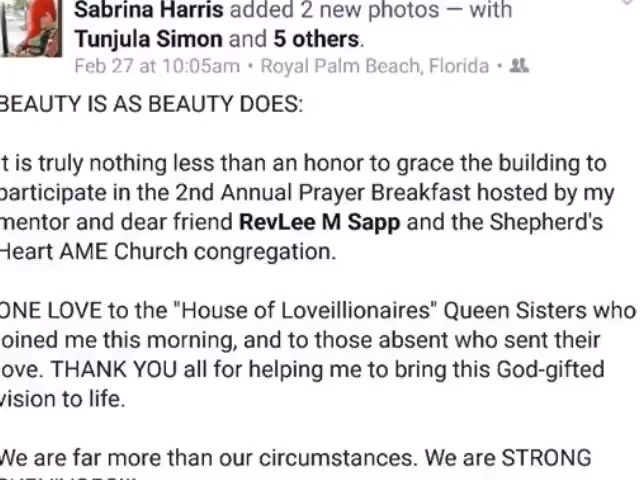 Sabrina Harris added 2 new photos — with
Tunjula Simon and 5 others.
Feb 27 at 10:05am • Royal Palm Beach, Florida •
BEAUTY IS AS BEAUTY DOES:
t is truly nothing less than an honor to grace the building to
participate in the 2nd Annual Prayer Breakfast hosted by my
mentor and dear friend RevLee M Sapp and the Shepherd's
Heart AME Church congregation.
ONE LOVE to the "House of Loveillionaires" Queen Sisters who
oined me this morning, and to those absent who sent their
ove. THANK YOU all for helping me to bring this God-gifted
vision to life.
We are far more than our circumstances. We are STRONG